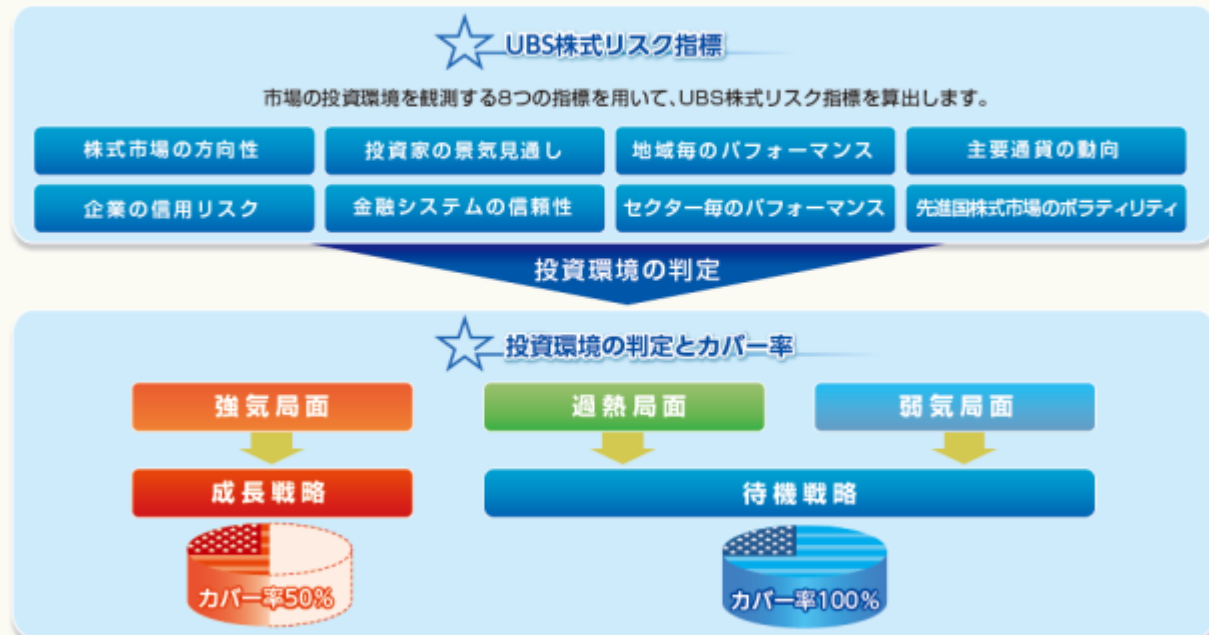 UBS株式リスク指標
市場の投資環境を観測する8つの指標を用いて、UBS株式リスク指標を算出します。
株式市場の方向性
投資家の景気見通し
地域毎のパフォーマンス
主要通貨の動向
企業の信用リスク
金融システムの信頼性
セクター毎のパフォーマンス
先進国株式市場のボラティリティ
投資環境の判定
投資環境の判定とカバー率
強気局面
過熱局面
弱気局面
成長戦略
待機戦略
カバー率50%
カバー率100%